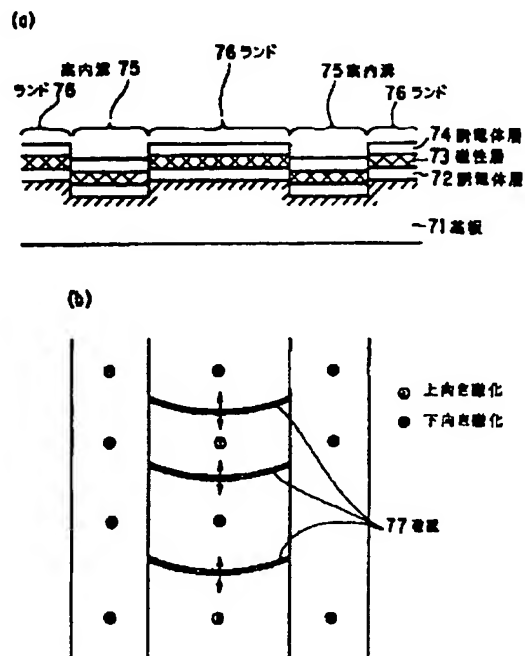 (a)
76 ランド
案内溝 75
75 案内溝
ランド 76
76 ランド
74 誘電体層
73 磁性層
72 誘電体層
71 基板
(b)
上向き磁化
下向き磁化
77 磁壁